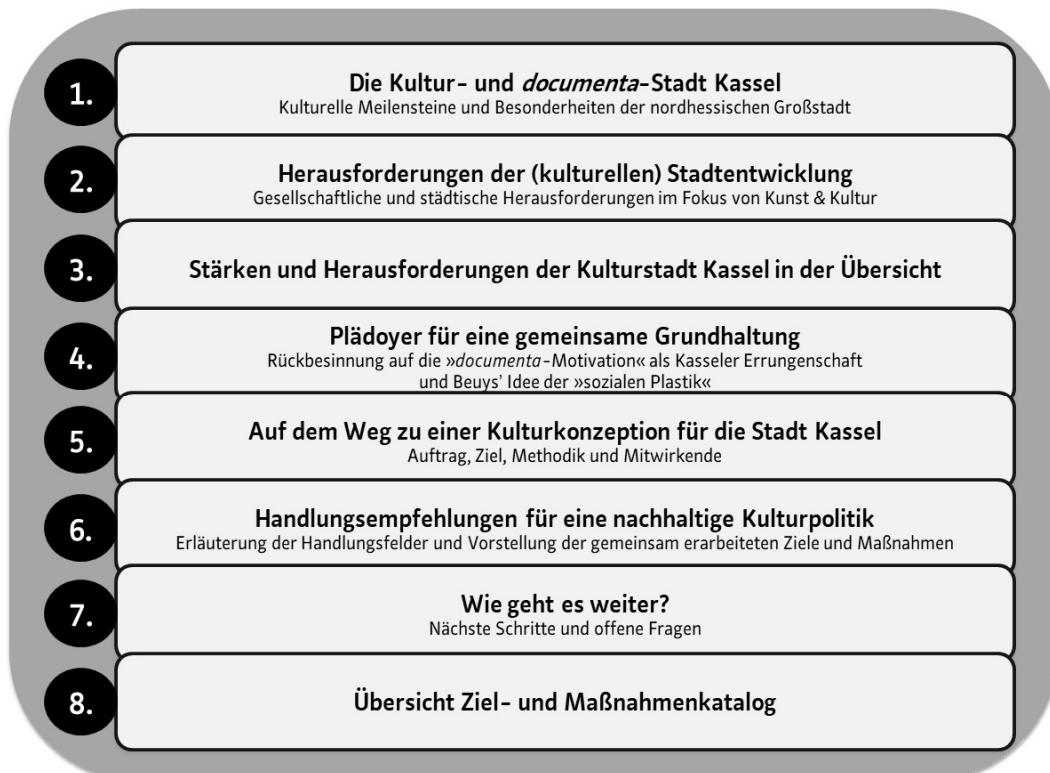 1.
Die Kultur- und documenta-Stadt Kassel
Kulturelle Meilensteine und Besonderheiten der nordhessischen Großstadt
2.
Herausforderungen der (kulturellen) Stadtentwicklung
Gesellschaftliche und städtische Herausforderungen im Fokus von Kunst & Kultur
3.
Stärken und Herausforderungen der Kulturstadt Kassel in der Übersicht
4.
Plädoyer für eine gemeinsame Grundhaltung
Rückbesinnung auf die »documenta-Motivation« als Kasseler Errungenschaft
und Beuys’ Idee der »sozialen Plastik«
5.
Auf dem Weg zu einer Kulturkonzeption für die Stadt Kassel
Auftrag, Ziel, Methodik und Mitwirkende
6.
Handlungsempfehlungen für eine nachhaltige Kulturpolitik
Erläuterung der Handlungsfelder und Vorstellung der gemeinsam erarbeiteten Ziele und Maßnahmen
7.
Wie geht es weiter?
Nächste Schritte und offene Fragen
8.
Übersicht Ziel- und Maßnahmenkatalog